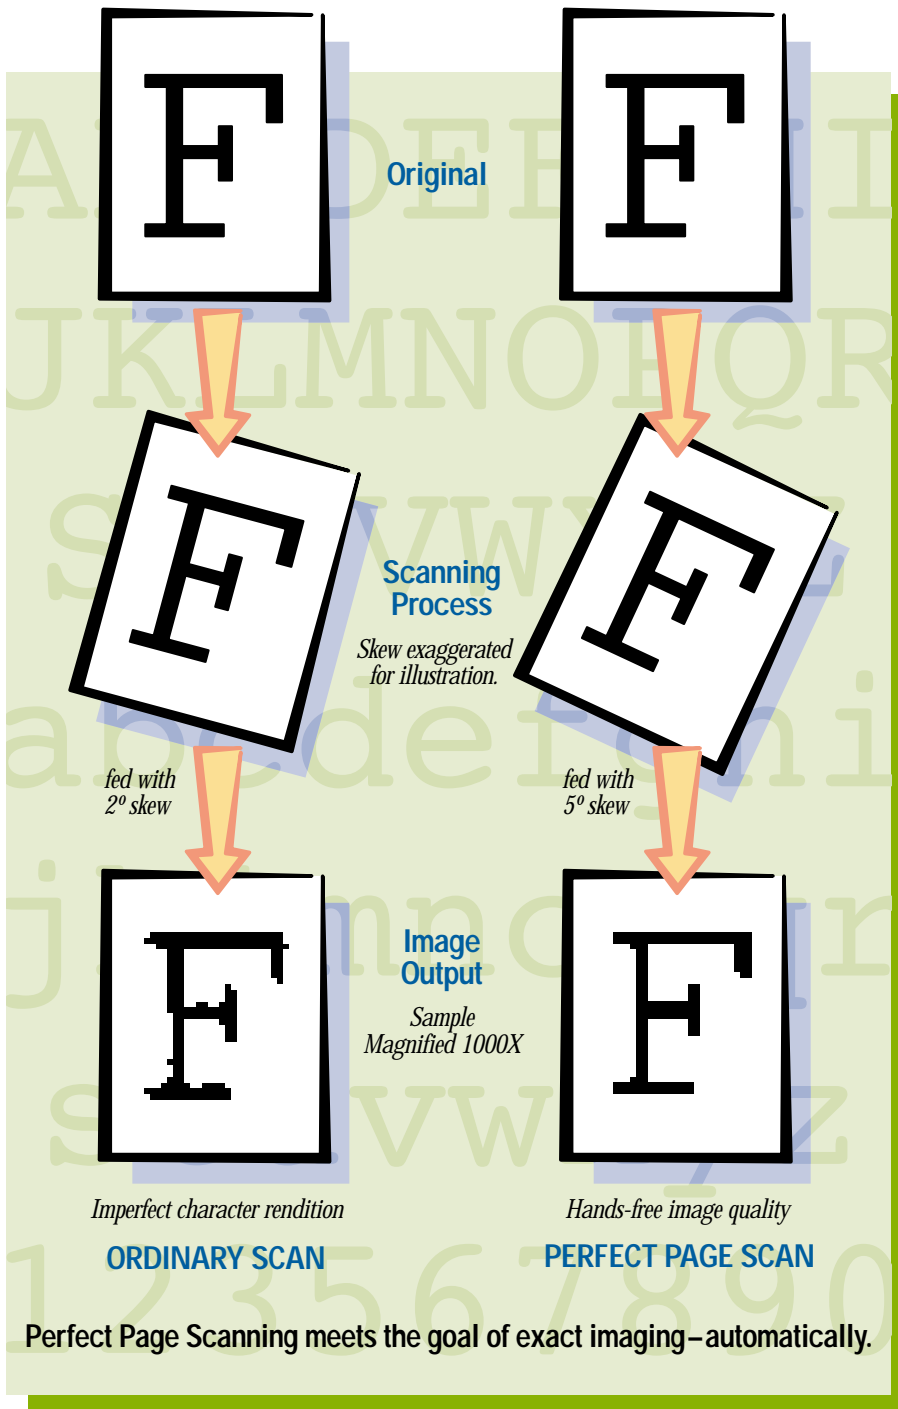 F
F
Original
JKLMNOPQR
F
F
Scanning
Process
Skew exaggerated
for illustration.
fed with
2º skew
fed with
5º skew
F
F
Image
Output
Sample
Magnified 1000X
Imperfect character rendition
ORDINARY SCAN
Hands-free image quality
PERFECT PAGE SCAN
123567890
Perfect Page Scanning meets the goal of exact imaging–automatically.